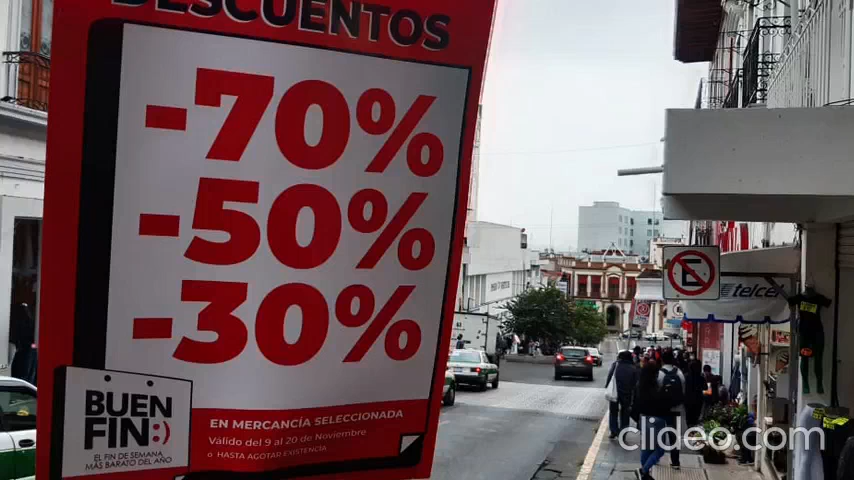 DESCUENTOS
-70%
-50%
-30%
BUEN
FIN:)
EL FIN DE SEMANA
MÁS BARATO DEL AÑO
EN MERCANCÍA SELECCIONADA
Válido del 9 al 20 de Noviembre
o HASTA AGOTAR EXISTENCIA
E
telcel
clideo.com